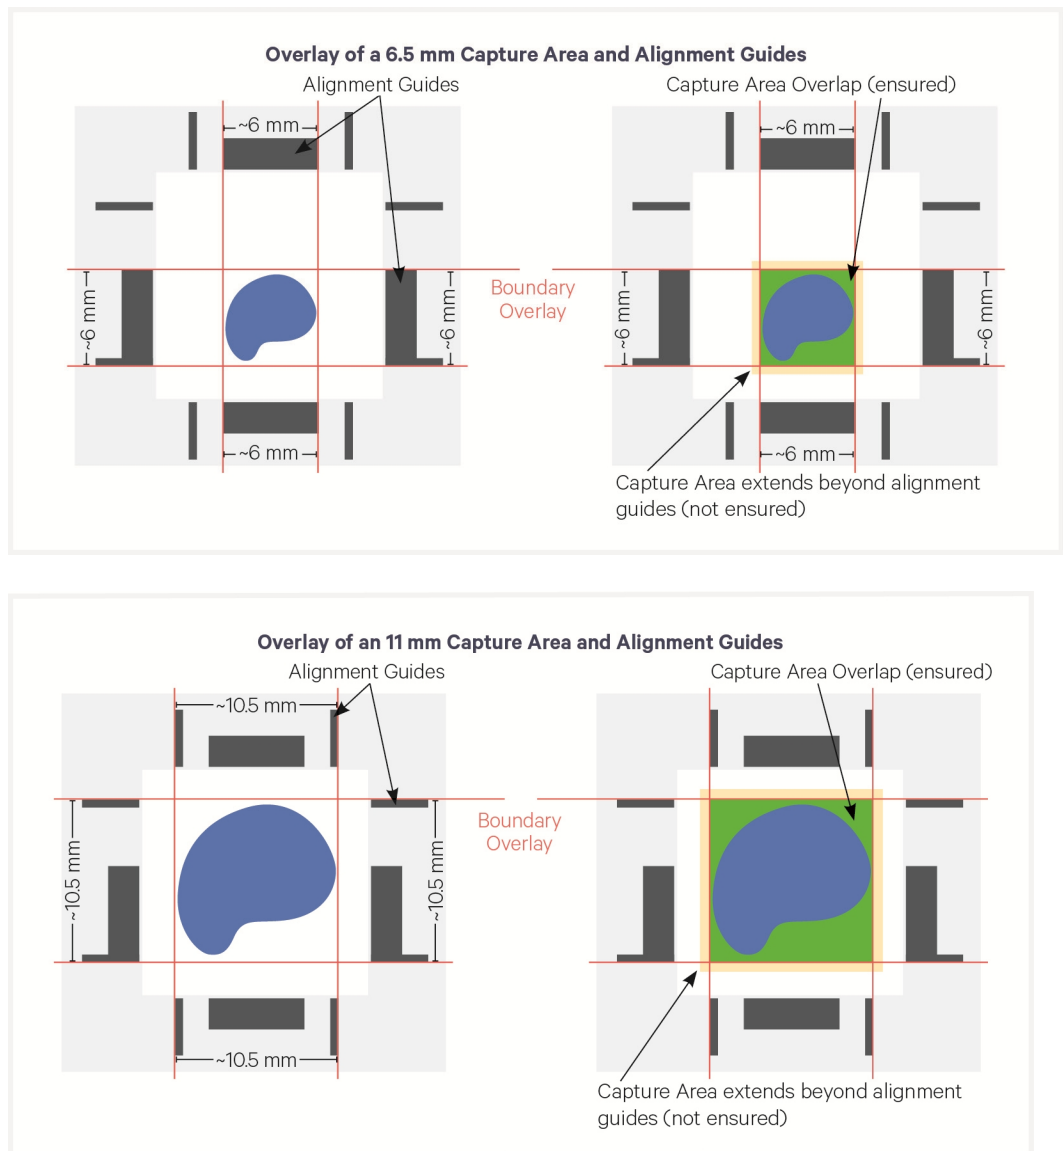 Overlay of a 6.5 mm Capture Area and Alignment Guides
Alignment Guides
Capture Area Overlap (ensured)
~6 mm
~6 mm
~6 mm
~6 mm
~6 mm
~6 mm
Boundary
Overlay
~6 mm
~6 mm
Capture Area extends beyond alignment
guides (not ensured)
Overlay of an 11 mm Capture Area and Alignment Guides
Alignment Guides
Capture Area Overlap (ensured)
~10.5 mm
~10.5 mm
~10.5 mm
Boundary
Overlay
~10.5 mm
Capture Area extends beyond alignment
guides (not ensured)